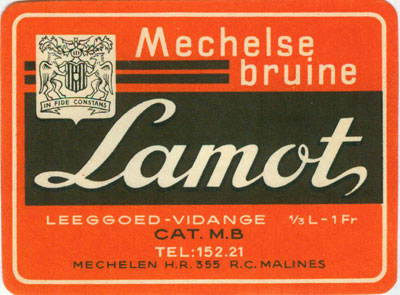 Mechelse
bruine
IN FIDE CONSTANS
Lamot
LEEGGOED-VIDANGE ⅓ L-1 Fr
CAT. M.B
TEL: 152.21
MECHELEN H.R. 355 R.C. MALINES